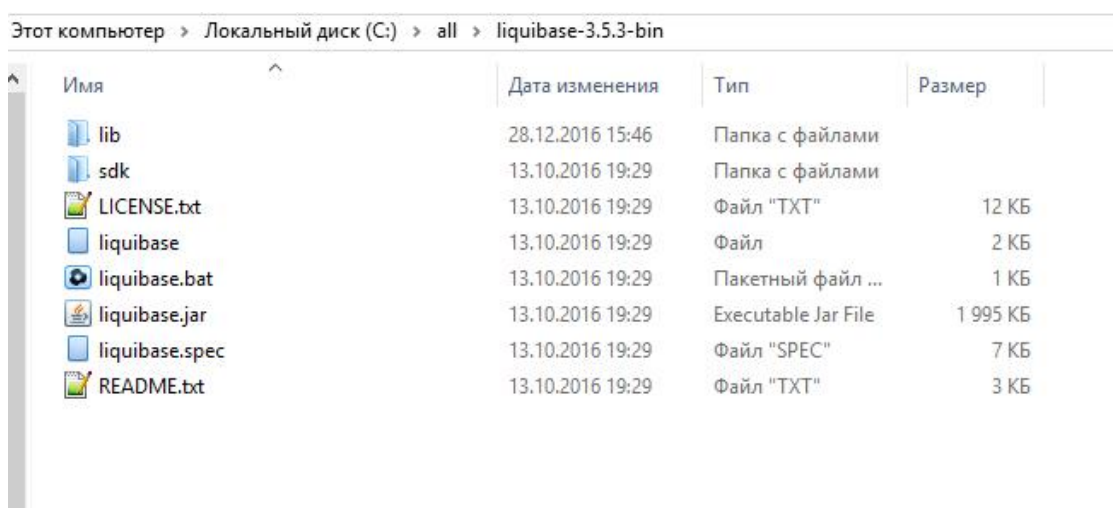 Этот компьютер > Локальный диск (C:) > all > liquibase-3.5.3-bin
Имя Дата изменения Тип Размер
lib 28.12.2016 15:46 Папка с файлами
sdk 13.10.2016 19:29 Папка с файлами
LICENSE.txt 13.10.2016 19:29 Файл "TXT" 12 КБ
liquibase 13.10.2016 19:29 Файл 2 КБ
liquibase.bat 13.10.2016 19:29 Пакетный файл ... 1 КБ
liquibase.jar 13.10.2016 19:29 Executable Jar File 1 995 КБ
liquibase.spec 13.10.2016 19:29 Файл "SPEC" 7 КБ
README.txt 13.10.2016 19:29 Файл "TXT" 3 КБ